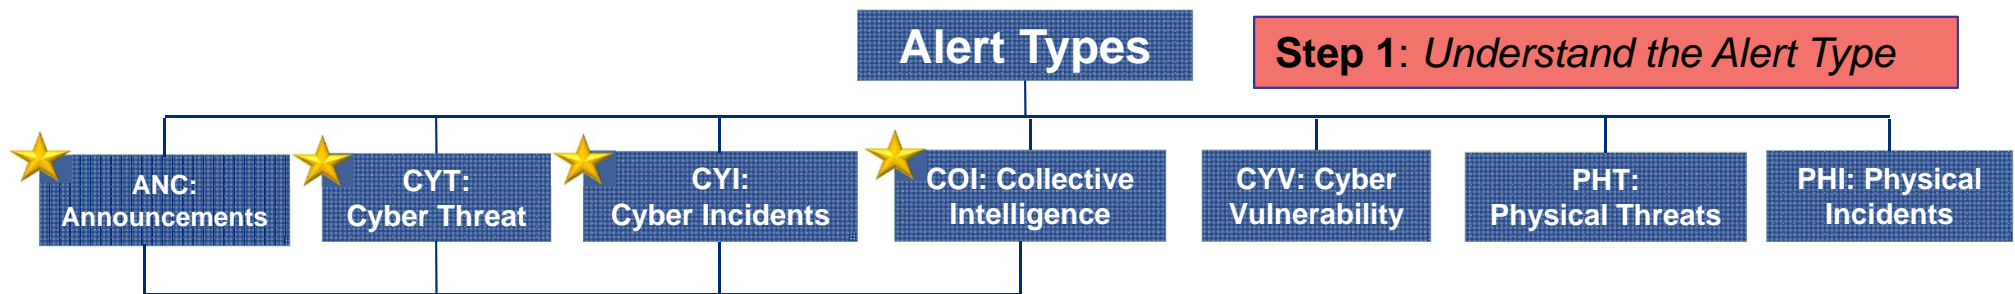 Alert Types
Step 1: Understand the Alert Type
ANC:
Announcements
CYT:
Cyber Threat
CYI:
Cyber Incidents
COI: Collective
Intelligence
CYV: Cyber
Vulnerability
PHT:
Physical Threats
PHI: Physical
Incidents